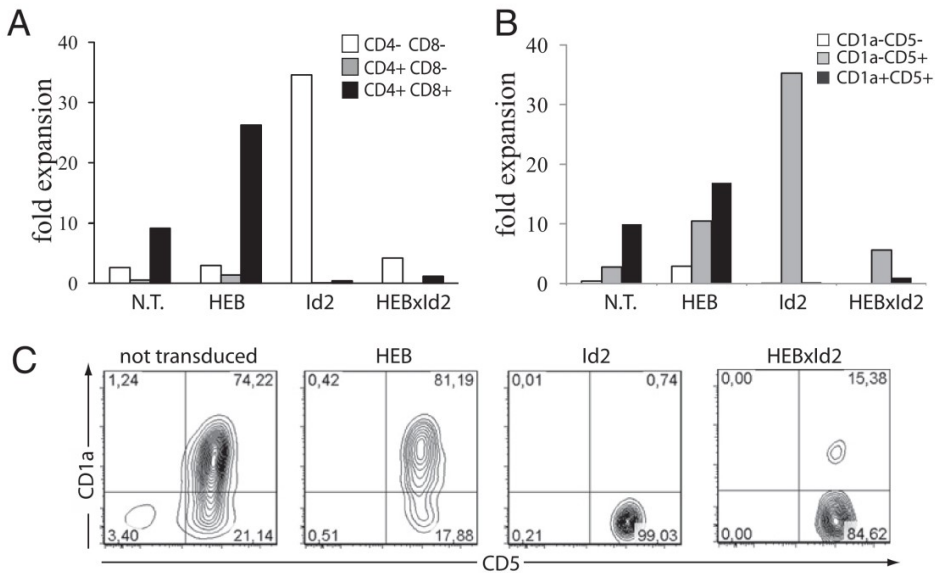 A
fold expansion
40
30
20
10
0
CD4- CD8-
CD4+ CD8-
CD4+ CD8+
N.T.
HEB
Id2
HEBxId2
B
fold expansion
40
30
20
10
0
CD1a-CD5-
CD1a-CD5+
CD1a+CD5+
N.T.
HEB
Id2
HEBxId2
C
CD1a
not transduced
1,24 74,22
3,40 21,14
HEB
0,42 81,19
0,51 17,88
Id2
0,01 0,74
0,21 99,03
HEBxId2
0,00 15,38
0,00 84,62
CD5